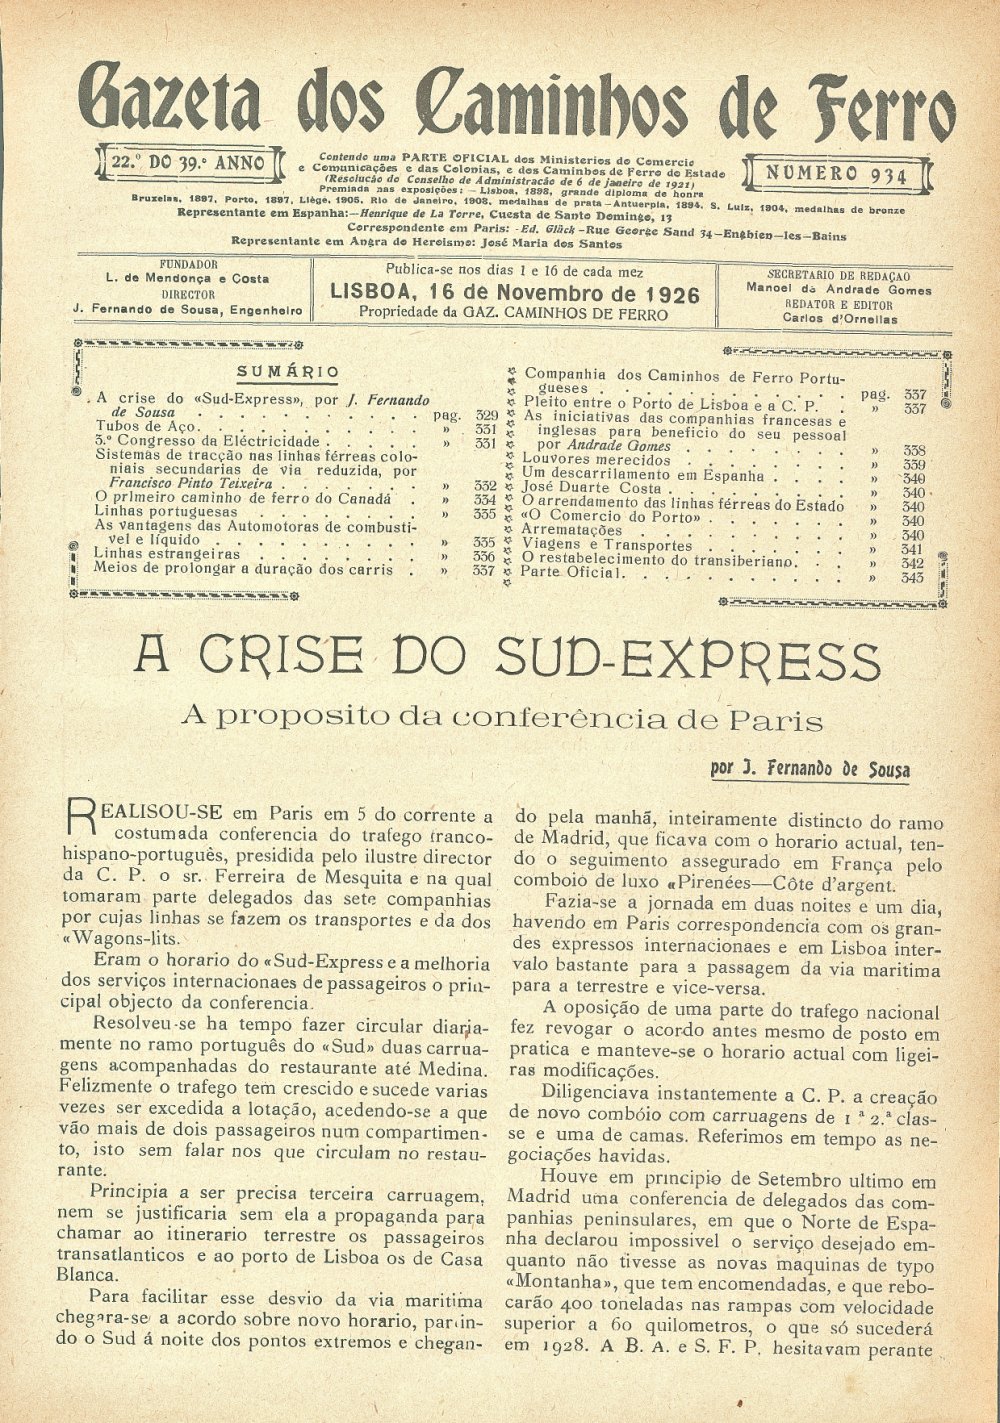 Gazeta dos Caminhos de Ferro
22.º DO 39.º ANNO
Contendo uma PARTE OFICIAL dos Ministerios do Comercio
e Comunicações e das Colonias, e dos Caminhos de Ferro do Estado
(Resolução do Conselho de Administração de 6 de janeiro de 1921)
Premiada nas exposições: — Lisboa, 1898, grande diploma de honra
Bruxelas, 1897, Porto, 1897, Liége, 1905, Rio de Janeiro, 1908, medalhas de prata — Antuerpia, 1894, S. Luiz, 1904, medalhas de bronze
Representante em Espanha:—Henrique de La Torre, Cuesta de Santo Domingo, 13
Correspondente em Paris: -Ed. Glück -Rue George Sand 34—Enghien—les—Bains
Representante em Angra do Heroismo: José Maria dos Santos
NUMERO 934
FUNDADOR
L. de Mendonça e Costa
DIRECTOR
J. Fernando de Sousa, Engenheiro
Publica-se nos dias 1 e 16 de cada mez
LISBOA, 16 de Novembro de 1926
Propriedade da GAZ. CAMINHOS DE FERRO
SECRETARIO DE REDAÇAO
Manoel de Andrade Gomes
REDATOR E EDITOR
Carlos d'Ornellas
SUMÁRIO
A crise do «Sud-Express», por J. Fernando
de Sousa . . . . . . . . . . . pag. 329
Tubos de Aço. . . . . . . . . . » 331
3.º Congresso da Eléctricidade . . . . . » 331
Sistemas de tracção nas linhas férreas colo-
niais secundarias de via reduzida, por
Francisco Pinto Teixeira . . . . . . . » 332
O primeiro caminho de ferro do Canadá . » 334
Linhas portuguesas . . . . . . . » 335
As vantagens das Automotoras de combusti-
vel e líquido . . . . . . . . . . » 335
Linhas estrangeiras . . . . . . . » 336
Meios de prolongar a duração dos carris . » 337
Companhia dos Caminhos de Ferro Portu-
gueses . . . . . . . . . . pag. 337
Pleito entre o Porto de Lisboa e a C. P. . » 337
As iniciativas das companhias francesas e
inglesas para beneficio do seu pessoal
por Andrade Gomes . . . . . . . » 338
Louvores merecidos . . . . . . . » 339
Um descarrilamento em Espanha . . . . » 340
José Duarte Costa . . . . . . . . » 340
O arrendamento das linhas férreas do Estado » 340
«O Comercio do Porto» . . . . . . » 340
Arrematações . . . . . . . . . » 340
Viagens e Transportes . . . . . . » 341
O restabelecimento do transiberiano. . . » 342
Parte Oficial. . . . . . . . . . » 343
A CRISE DO SUD-EXPRESS
A proposito da conferência de Paris
por J. Fernando de Sousa
REALISOU-SE em Paris em 5 do corrente a
costumada conferencia do trafego franco-
hispano-português, presidida pelo ilustre director
da C. P. o sr. Ferreira de Mesquita e na qual
tomaram parte delegados das sete companhias
por cujas linhas se fazem os transportes e da dos
«Wagons-lits.
Eram o horario do «Sud-Express e a melhoria
dos serviços internacionaes de passageiros o prin-
cipal objecto da conferencia.
Resolveu-se ha tempo fazer circular diaria-
mente no ramo português do «Sud» duas carrua-
gens acompanhadas do restaurante até Medina.
Felizmente o trafego tem crescido e sucede varias
vezes ser excedida a lotação, acedendo-se a que
vão mais de dois passageiros num compartimen-
to, isto sem falar nos que circulam no restau-
rante.
Principia a ser precisa terceira carruagem,
nem se justificaria sem ela a propaganda para
chamar ao itinerario terrestre os passageiros
transatlanticos e ao porto de Lisboa os de Casa
Blanca.
Para facilitar esse desvio da via maritima
chegara-se a acordo sobre novo horario, partin-
do o Sud á noite dos pontos extremos e chegan-
do pela manhã, inteiramente distincto do ramo
de Madrid, que ficava com o horario actual, ten-
do o seguimento assegurado em França pelo
comboio de luxo «Pirenées—Côte d'argent.
Fazia-se a jornada em duas noites e um dia,
havendo em Paris correspondencia com os gran-
des expressos internacionaes e em Lisboa inter-
valo bastante para a passagem da via maritima
para a terrestre e vice-versa.
A oposição de uma parte do trafego nacional
fez revogar o acordo antes mesmo de posto em
pratica e manteve-se o horario actual com ligei-
ras modificações.
Diligenciava instantemente a C. P. a creação
de novo combóio com carruagens de 1 ª 2.ª clas-
se e uma de camas. Referimos em tempo as ne-
gociações havidas.
Houve em principio de Setembro ultimo em
Madrid uma conferencia de delegados das com-
panhias peninsulares, em que o Norte de Espa-
nha declarou impossivel o serviço desejado em-
quanto não tivesse as novas maquinas de typo
«Montanha», que tem encomendadas, e que rebo-
carão 400 toneladas nas rampas com velocidade
superior a 60 quilometros, o que só sucederá
em 1928. A B. A. e S. F. P. hesitavam perante